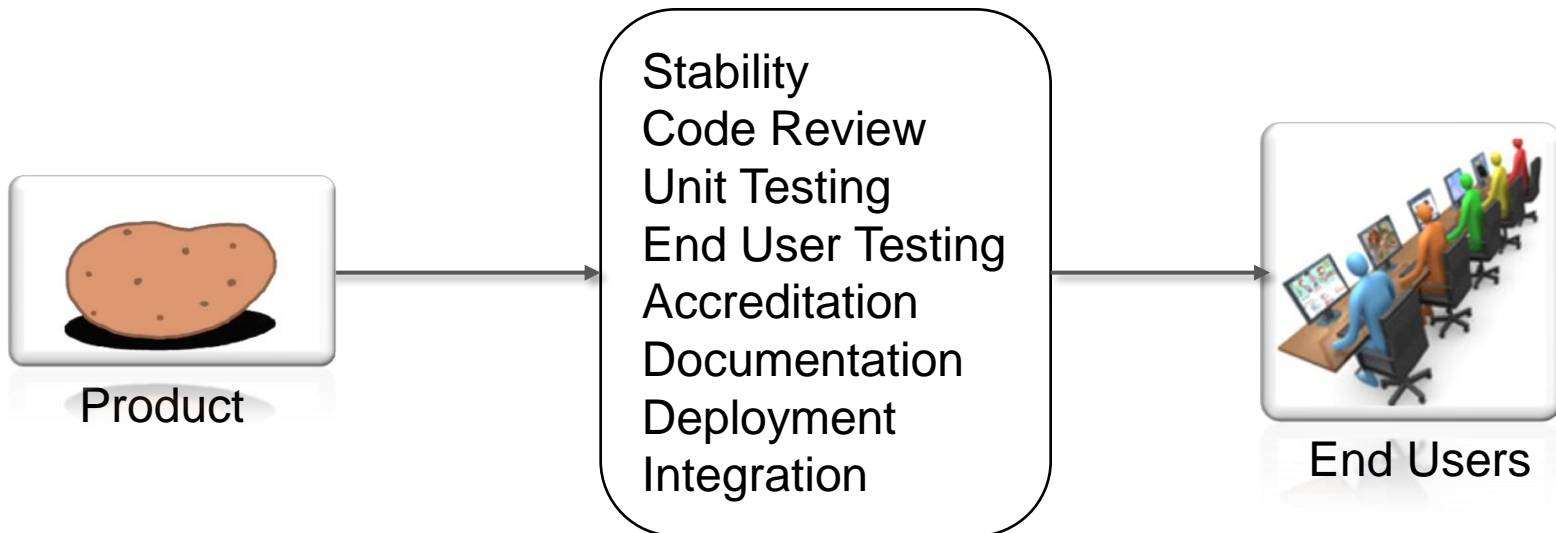 Product
Stability
Code Review
Unit Testing
End User Testing
Accreditation
Documentation
Deployment
Integration
End Users